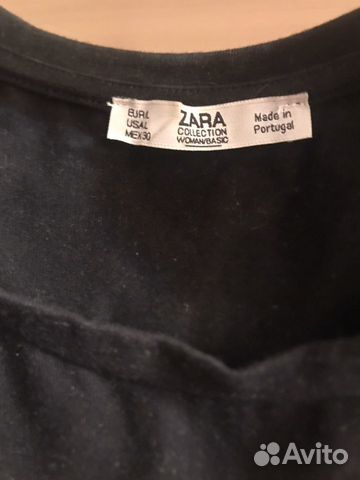 EUR L
USA L
MEX 30
ZARA
COLLECTION
WOMAN/BASIC
Made in
Portugal
Avito